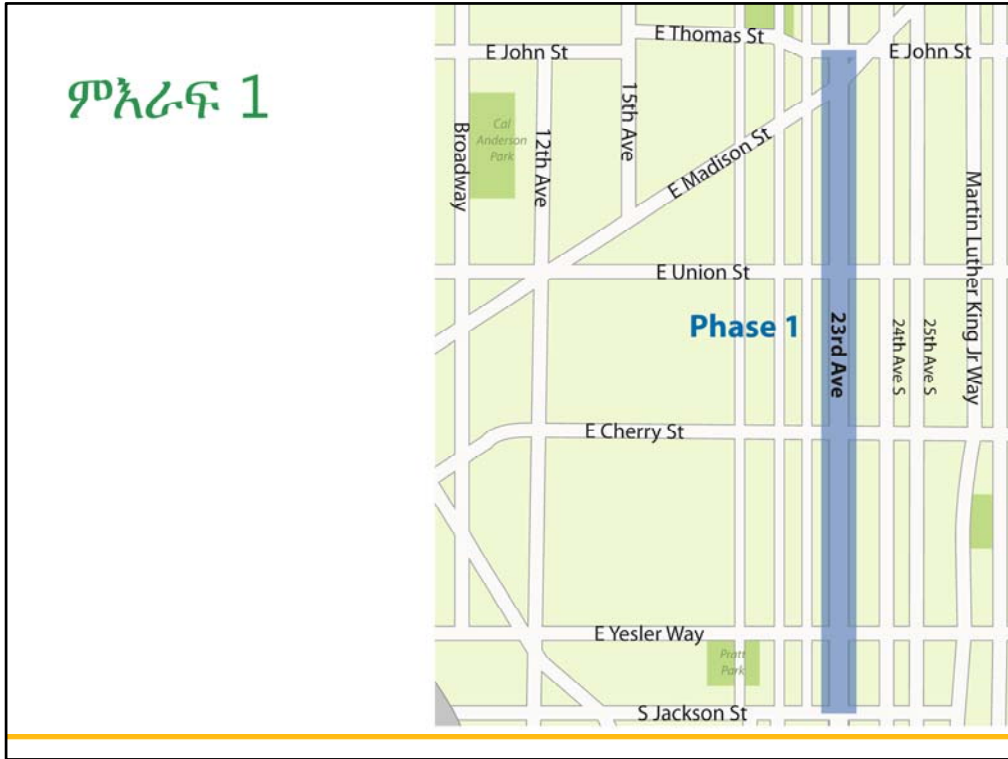 ምእራፍ 1
E Thomas St
E John St
E John St
Cal
Anderson
Park
Broadway
12th Ave
15th Ave
E Madison St
Martin Luther King Jr Way
E Union St
Phase 1
23rd Ave
24th Ave S
25th Ave S
E Cherry St
E Yesler Way
Pratt
Park
S Jackson St